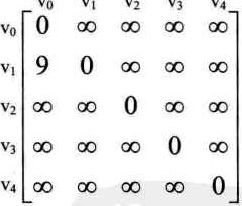 v₀ v₁ v₂ v₃ v₄
v₀ 0 ∞ ∞ ∞ ∞
v₁ 9 0 ∞ ∞ ∞
v₂ ∞ ∞ 0 ∞ ∞
v₃ ∞ ∞ ∞ 0 ∞
v₄ ∞ ∞ ∞ ∞ 0